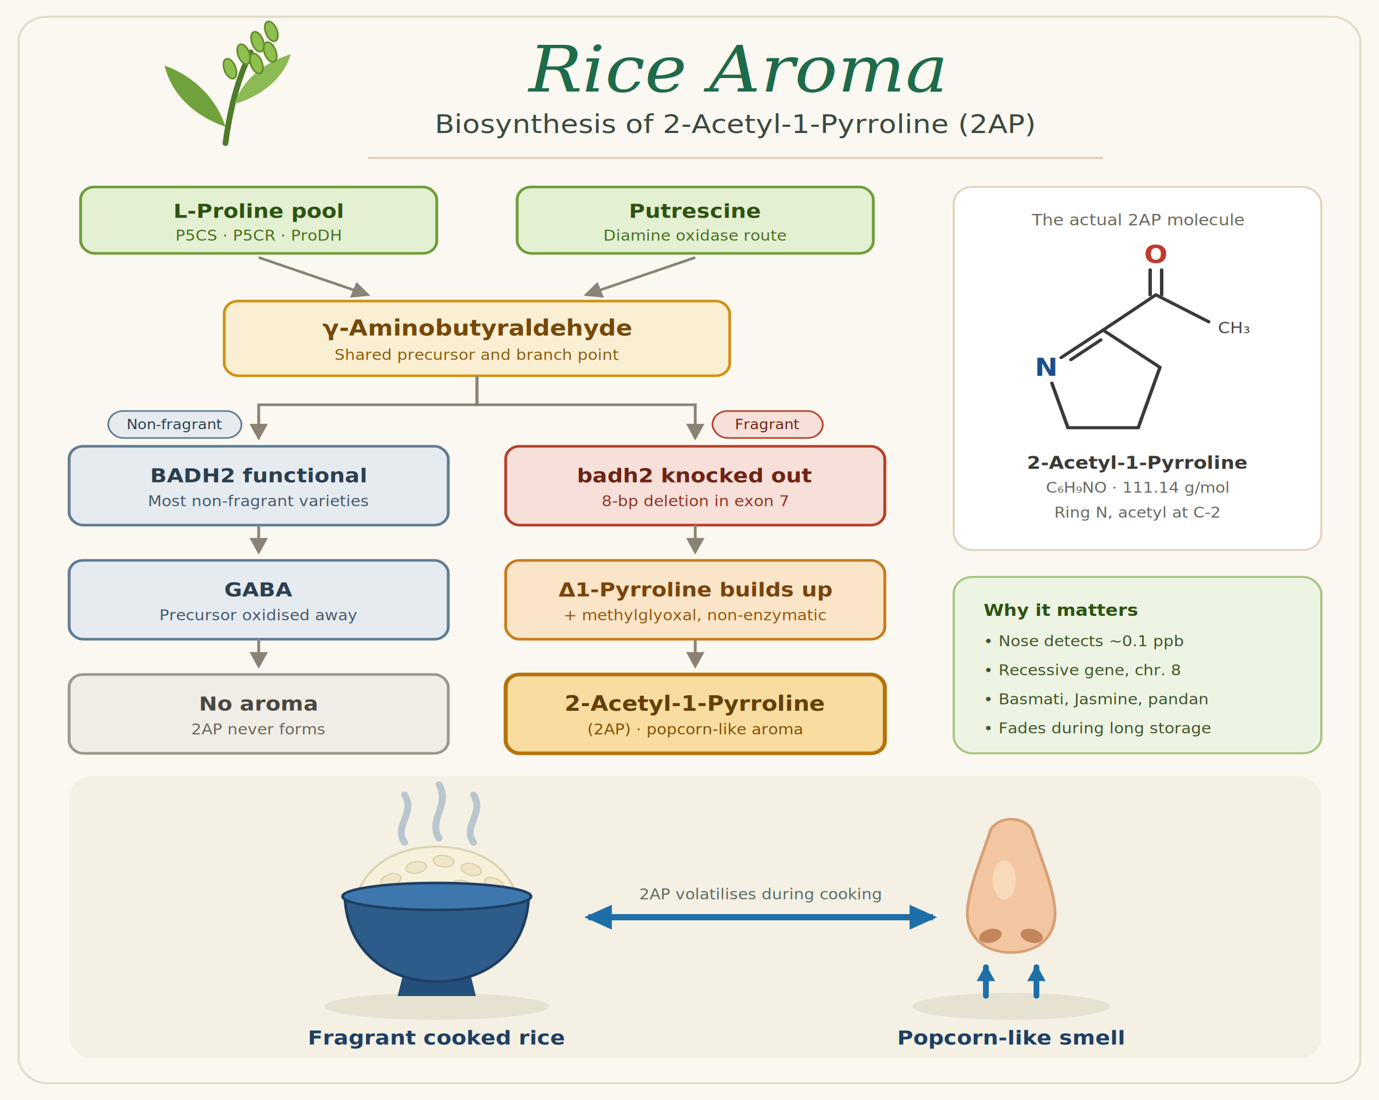 Rice Aroma
Biosynthesis of 2-Acetyl-1-Pyrroline (2AP)
L-Proline pool
P5CS · P5CR · ProDH
Putrescine
Diamine oxidase route
γ-Aminobutyraldehyde
Shared precursor and branch point
Non-fragrant
Fragrant
BADH2 functional
Most non-fragrant varieties
badh2 knocked out
8-bp deletion in exon 7
GABA
Precursor oxidised away
Δ1-Pyrroline builds up
+ methylglyoxal, non-enzymatic
No aroma
2AP never forms
2-Acetyl-1-Pyrroline
(2AP) · popcorn-like aroma
The actual 2AP molecule
O
CH₃
N
2-Acetyl-1-Pyrroline
C₆H₉NO · 111.14 g/mol
Ring N, acetyl at C-2
Why it matters
• Nose detects ~0.1 ppb
• Recessive gene, chr. 8
• Basmati, Jasmine, pandan
• Fades during long storage
2AP volatilises during cooking
Fragrant cooked rice
Popcorn-like smell